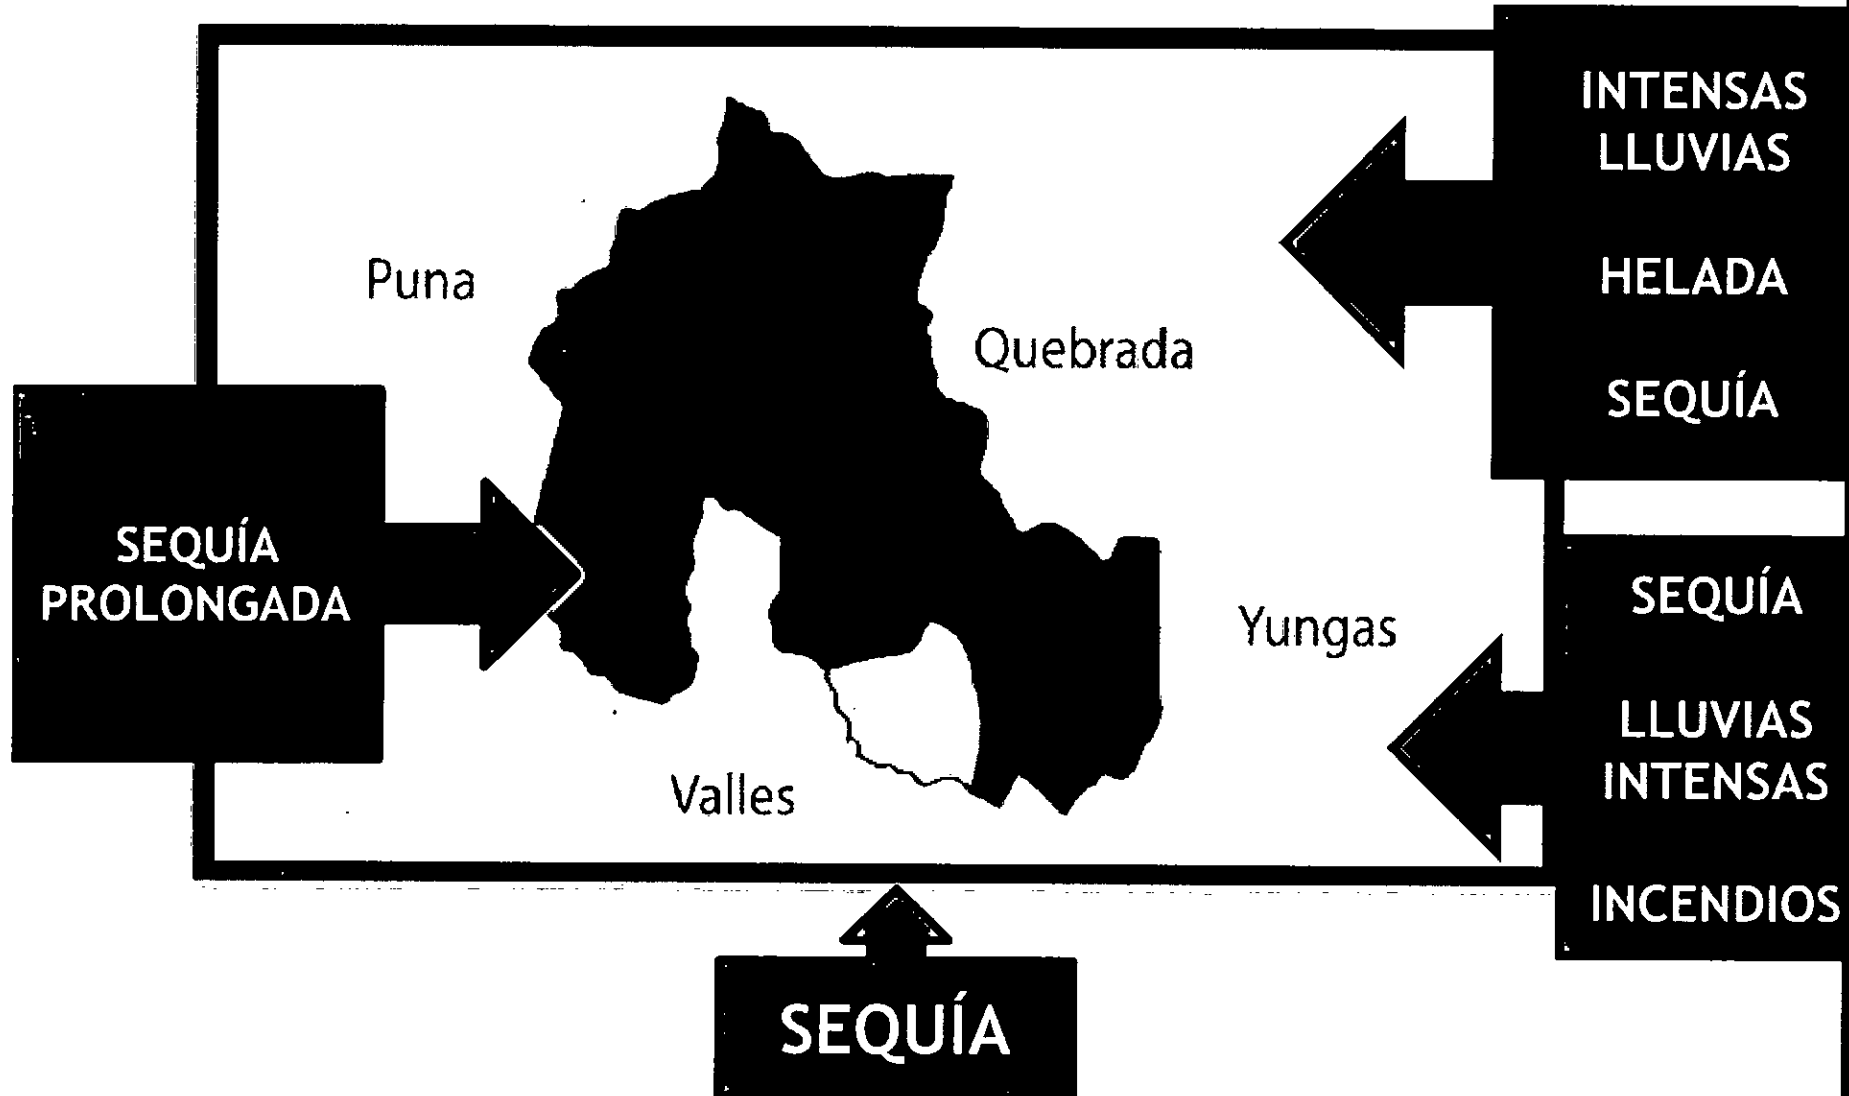 INTENSAS
LLUVIAS
HELADA
SEQUÍA
Puna
Quebrada
SEQUÍA
PROLONGADA
Yungas
SEQUÍA
LLUVIAS
INTENSAS
INCENDIOS
Valles
SEQUÍA